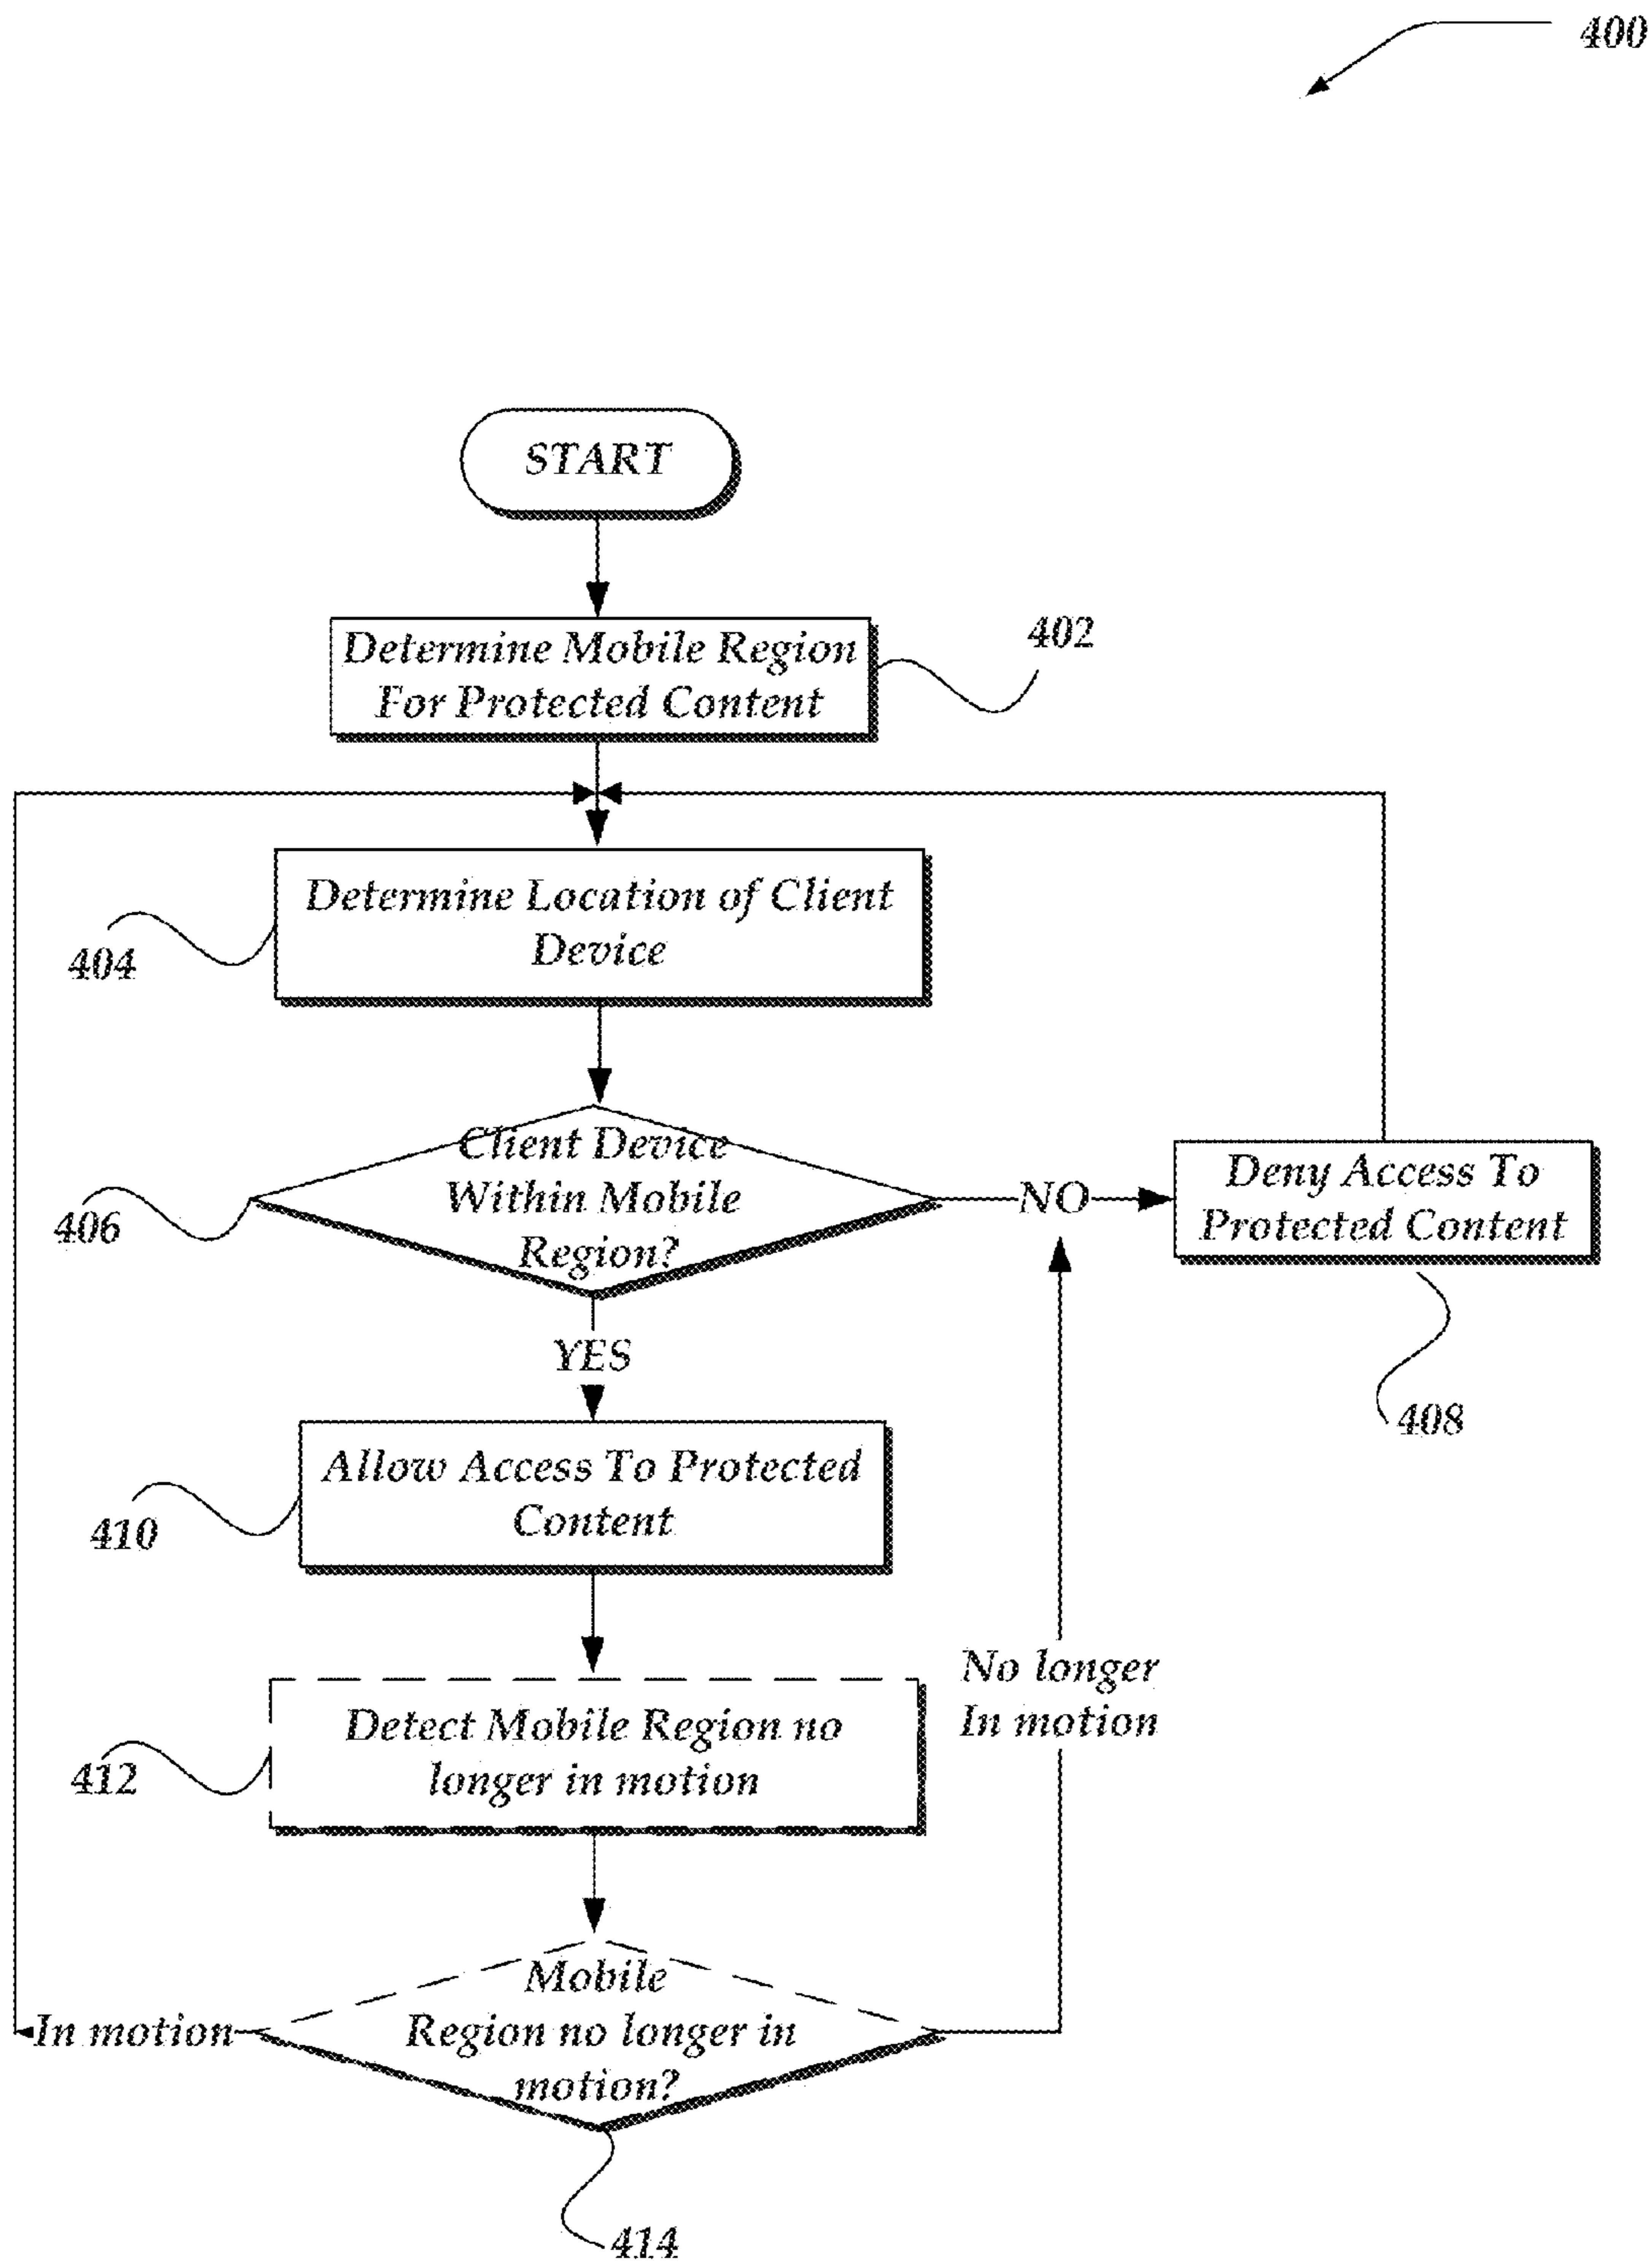 400
START
Determine Mobile Region
For Protected Content
402
Determine Location of Client
Device
404
Client Device
Within Mobile
Region?
406
NO
Deny Access To
Protected Content
408
YES
Allow Access To Protected
Content
410
Detect Mobile Region no
longer in motion
412
No longer
In motion
Mobile
Region no longer in
motion?
In motion
414